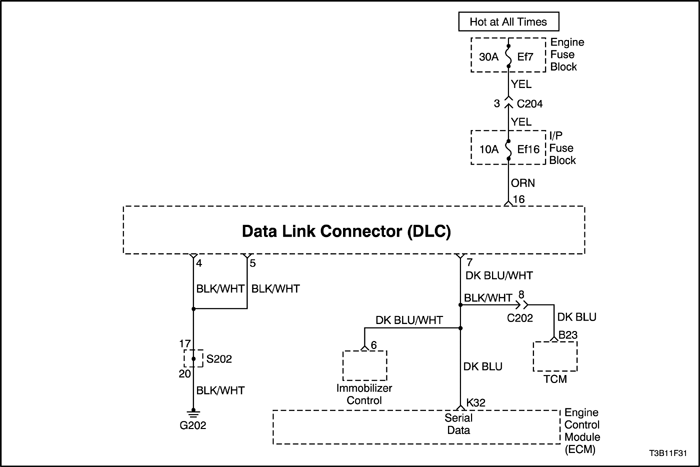 Hot at All Times
30A
Ef7
Engine
Fuse
Block
YEL
3
C204
YEL
10A
Ef16
I/P
Fuse
Block
ORN
16
Data Link Connector (DLC)
4
5
7
DK BLU/WHT
BLK/WHT
BLK/WHT
BLK/WHT
8
C202
DK BLU
DK BLU/WHT
B23
17
S202
20
6
TCM
DK BLU
Immobilizer
Control
BLK/WHT
K32
G202
Serial
Data
Engine
Control
Module
(ECM)
T3B11F31